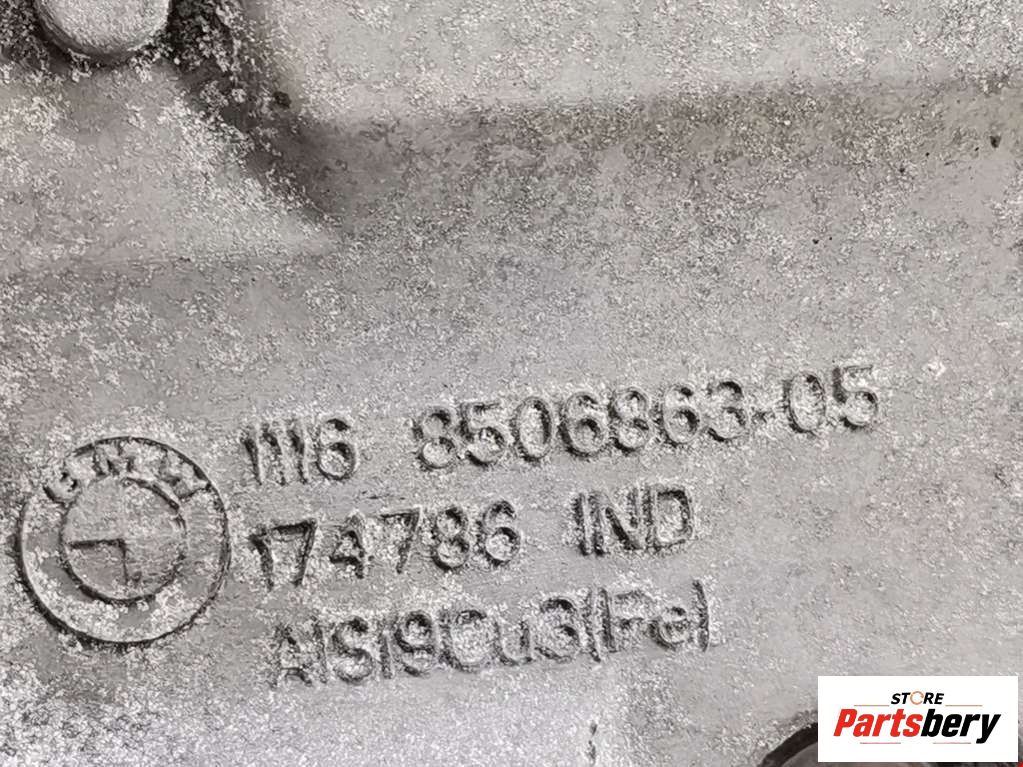 BMW
1116 8506863-05
174786 IND
AlSi9Cu3(Fe)
STORE
Partsbery